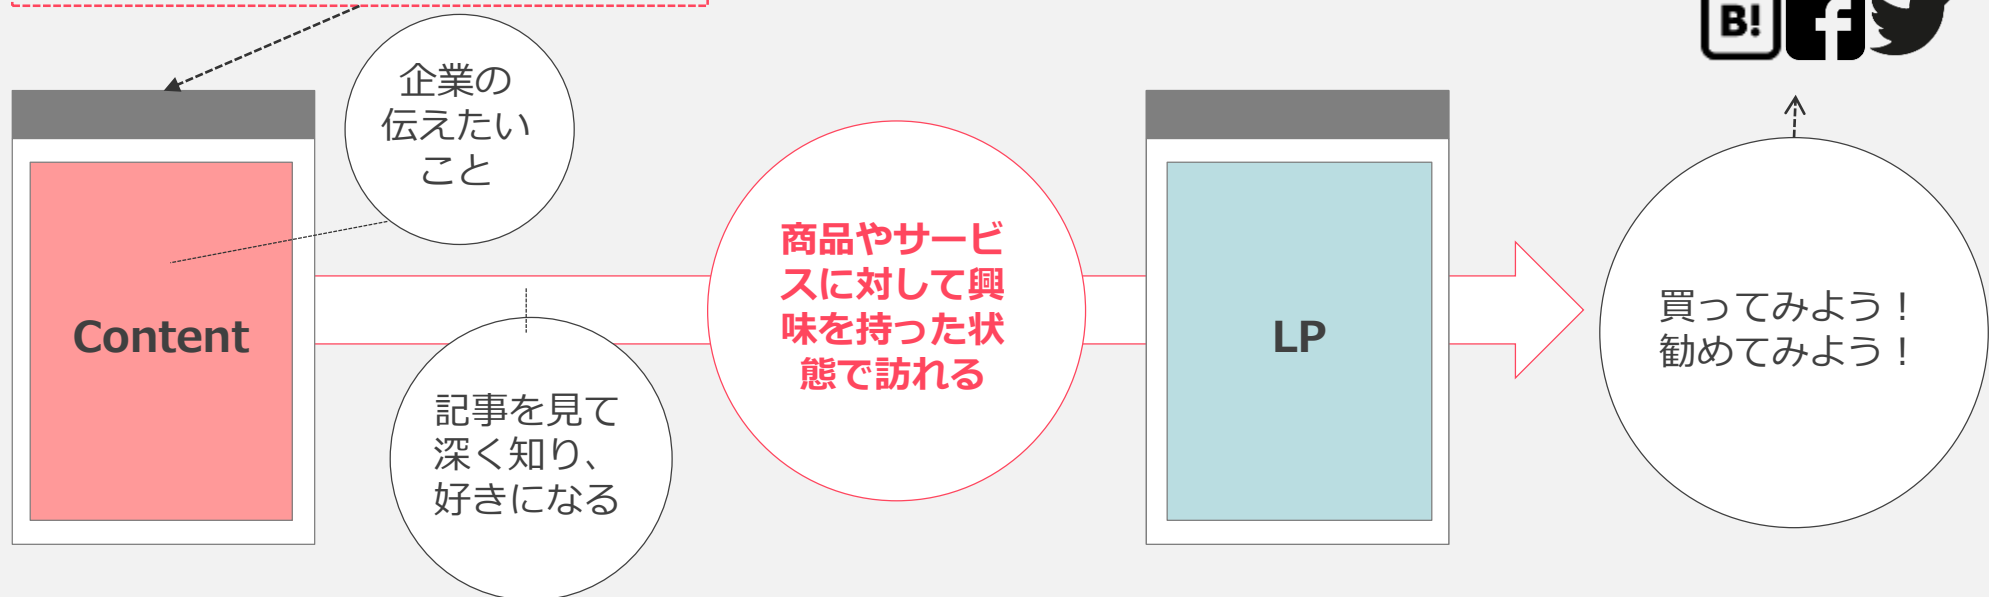 B!
企業の
伝えたい
こと
Content
記事を見て
深く知り、
好きになる
商品やサービ
スに対して興
味を持った状
態で訪れる
LP
買ってみよう！
勧めてみよう！